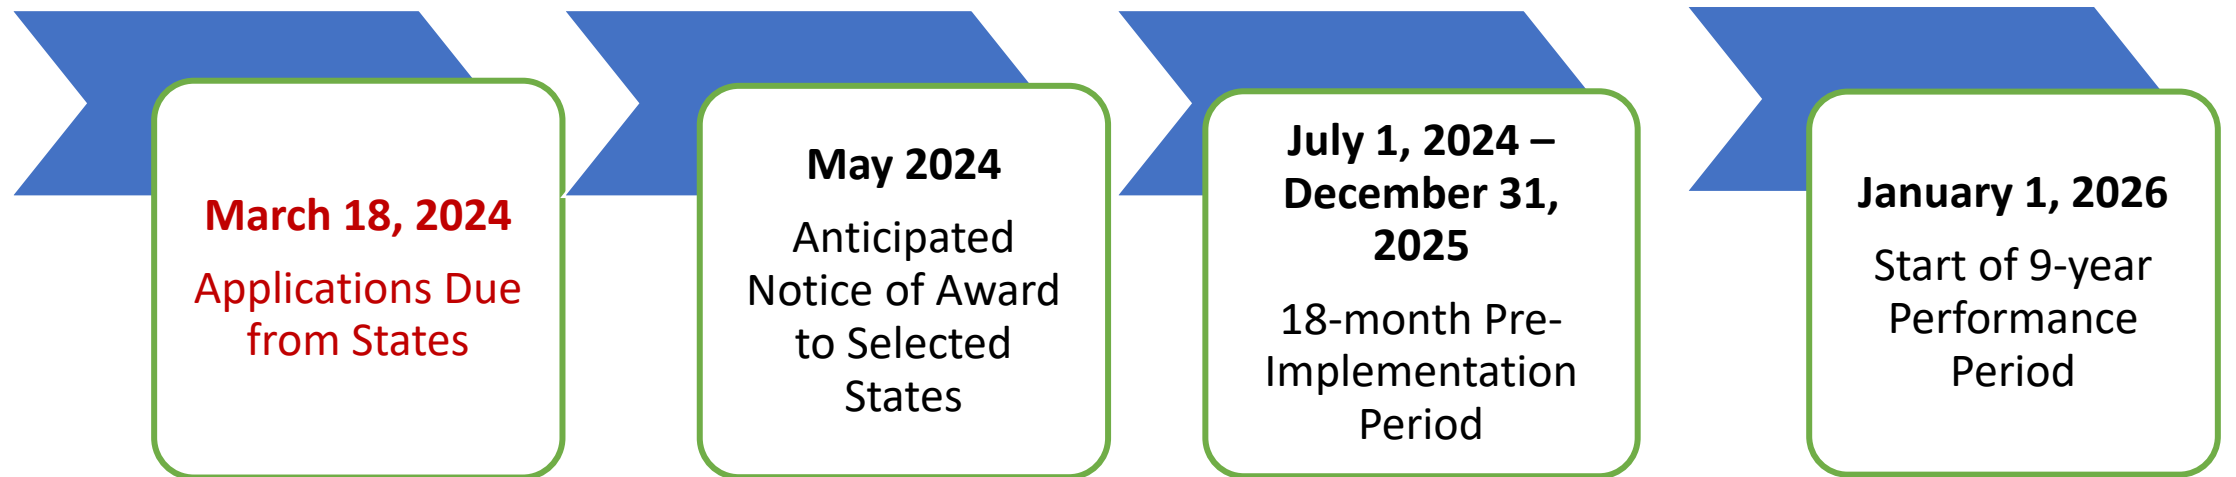 March 18, 2024
Applications Due
from States
May 2024
Anticipated
Notice of Award
to Selected
States
July 1, 2024 –
December 31,
2025
18-month Pre-
Implementation
Period
January 1, 2026
Start of 9-year
Performance
Period